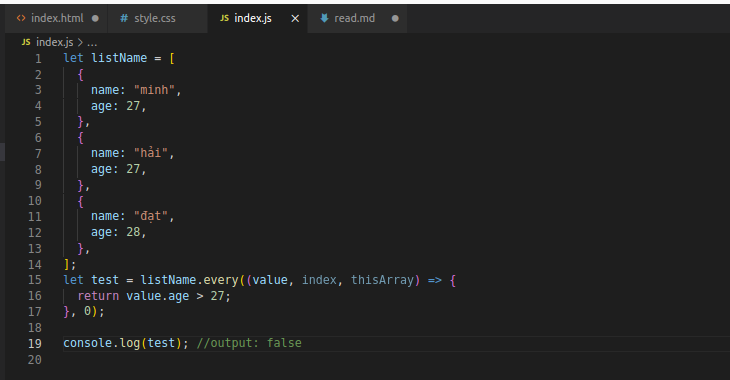 index.html ● # style.css JS index.js × read.md ●
JS index.js > ...
1 let listName = [
2 {
3 name: "minh",
4 age: 27,
5 },
6 {
7 name: "hải",
8 age: 27,
9 },
10 {
11 name: "đạt",
12 age: 28,
13 },
14 ];
15 let test = listName.every((value, index, thisArray) => {
16 return value.age > 27;
17 }, 0);
18
19 console.log(test); //output: false
20